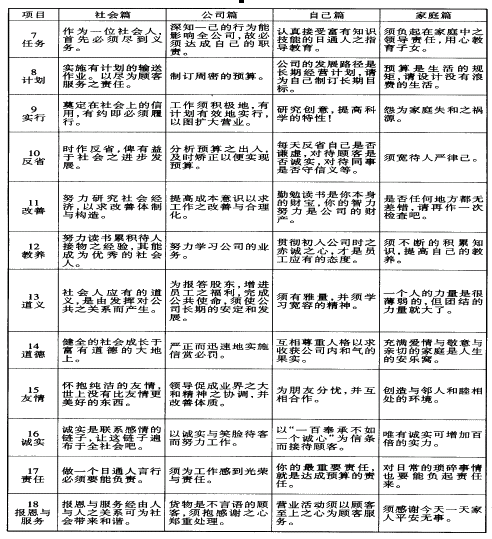 项目 社会篇 公司篇 自己篇 家庭篇
7
任务
作为一位社会人,
首先必须尽到义
务。
深知一己的行为能
影响全公司,故必
须达成自己的职
责。
认真接受富有知识
技能的日通人之指
导教育。
须负起在家庭中之
领导责任,用心教
育子女。
8
计划
实施有计划的输送
作业。以尽为顾客
服务之责任。
制订周密的预算。
公司的发展路径是
长期经营计划,请
为自己制订长期目
标。
预算是生活的规
矩,请设计没有浪
费的生活。
9
实行
奠定在社会上的信
用,有约即必须履
行。
工作须积极地,有
计划有效地实行,
以图扩大营业。
研究创意,提高科
学的特性!
怨为家庭失和之祸
源。
10
反省
时作反省,俾有益
于社会之进步发
展。
分析预算之出入,
及时矫正以便实现
预算。
每天反省自己是否
谦虚,对待顾客是
否诚实,对待同事
是否守信义等。
须宽待人严律己。
11
改善
努力研究社会经
济,以求改善体制
与构造。
提高成本意识以求
工作之改善与合理
化。
勤勉读书是你本身
的财宝,你的智力
努力是公司的财
产。
是否任何地方都无
差错,请再作一次
检查吧。
12
教养
努力读书累积待人
接物之经验,其能
成为优秀的社会
人。
努力学习公司的业
务。
贯彻初入公司时之
赤诚之心,才是员
工应有的态度。
须不断的积累知
识,提高自己的教
养。
13
道义
社会人应有的道
义,是由发挥对公
共之关系而产生。
为报答股东,增进
员工之福利,完成
公共使命,须使公
司长期的安定和发
展。
须有雅量,并须学
习宽容的精神。
一个人的力量是很
薄弱的,但团结的
力量就大了。
14
道德
健全的社会成长于
富有道德的大地
上。
严正而迅速地实施
信赏必罚。
互相尊重人格以求
收获公司内和气的
果实。
充满爱情与敬意与
亲切的家庭是人生
的安乐窝。
15
友情
怀抱纯洁的友情,
世上没有比友情更
美好的东西。
领导促成业界之大
和精神之协调,并
改善体质。
为朋友分忧,并互
相合作。
创造与邻人和睦相
处的环境。
16
诚实
诚实是联系感情的
链子,让这链子遍
布于全社会吧。
以诚实与笑脸待客
而努力工作。
以“一百奉承不如
一个诚心”为信条
而接待顾客。
唯有诚实可增加百
倍的实力。
17
责任
做一个日通人言行
必须要能负责。
须为工作感到光荣
与责任。
你的最重要责任,
就是达成预算的责
任。
对日常的琐碎事情
也要能负起责任
来。
18
报恩与
服务
报恩与服务经由人
与人之关系可为社
会带来和谐。
货物是不言语的顾
客,须抱感谢之心
郑重处理。
营业活动须以顾客
至上之心为顾客服
务。
须感谢今天一天家
人平安无事。